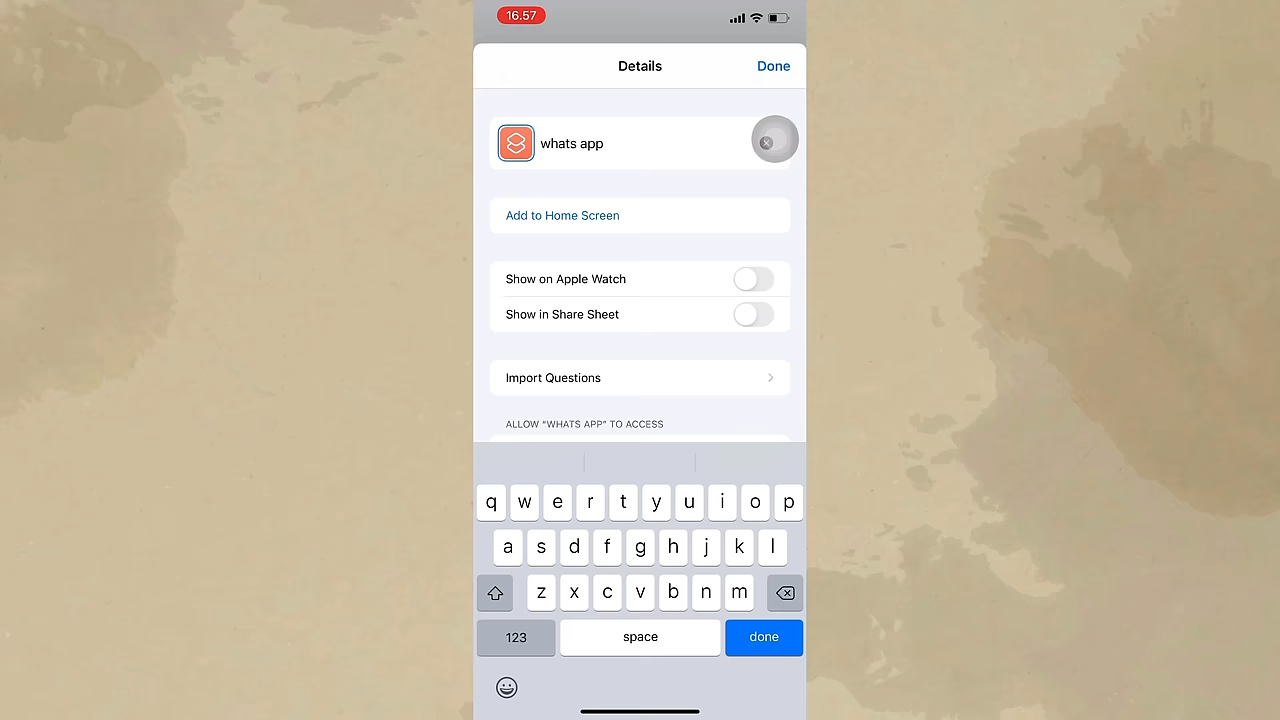 16.57
Details
Done
whats app
Add to Home Screen
Show on Apple Watch
Show in Share Sheet
Import Questions
ALLOW “WHATS APP” TO ACCESS
q w e r t y u i o p
a s d f g h j k l
z x c v b n m
123 space done